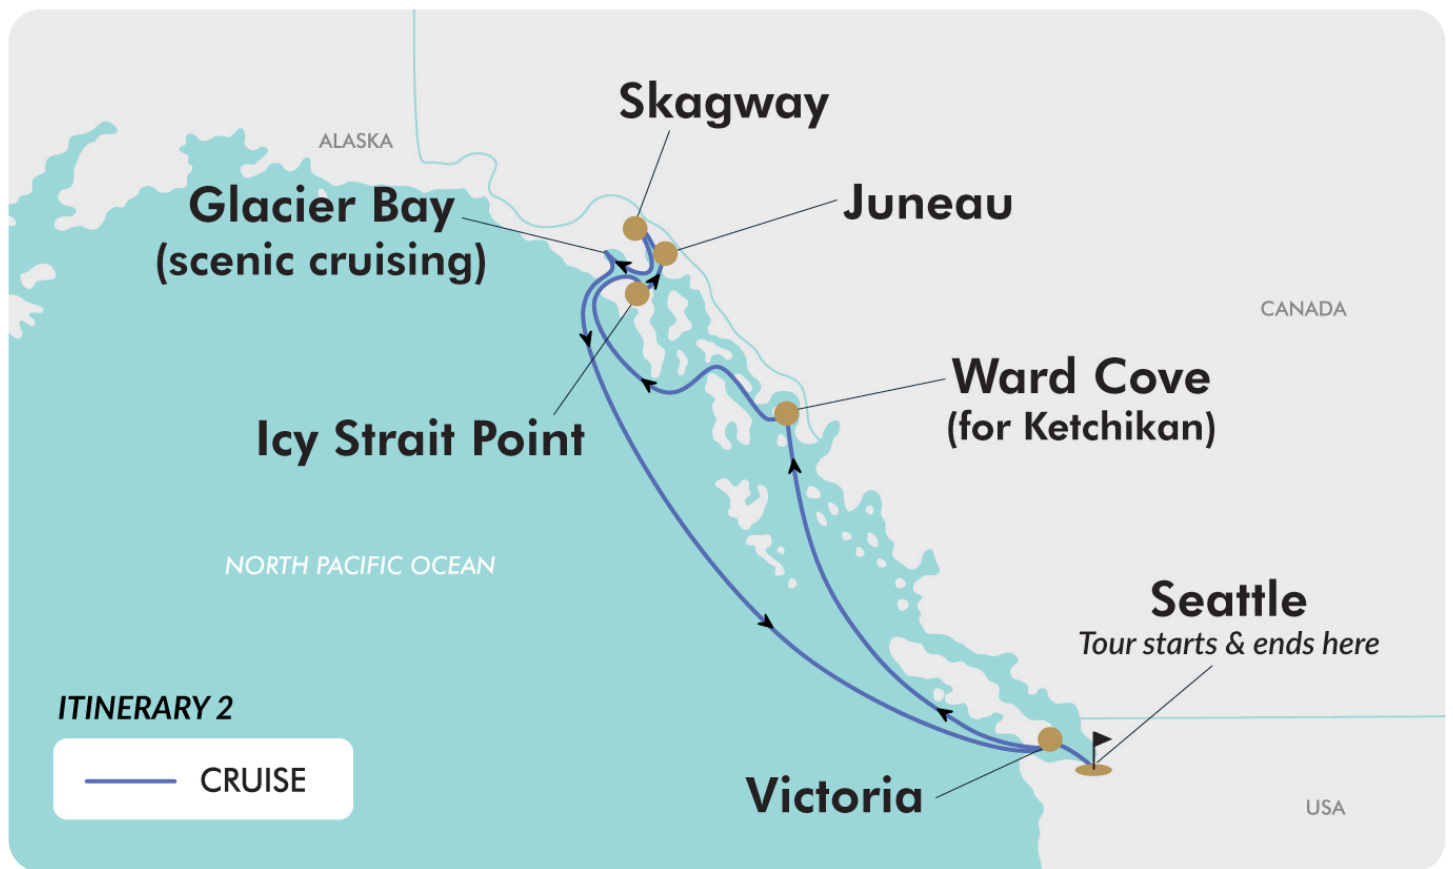 Skagway
ALASKA
Glacier Bay
(scenic cruising)
Juneau
CANADA
Ward Cove
(for Ketchikan)
Icy Strait Point
NORTH PACIFIC OCEAN
Seattle
Tour starts & ends here
ITINERARY 2
CRUISE
Victoria
USA